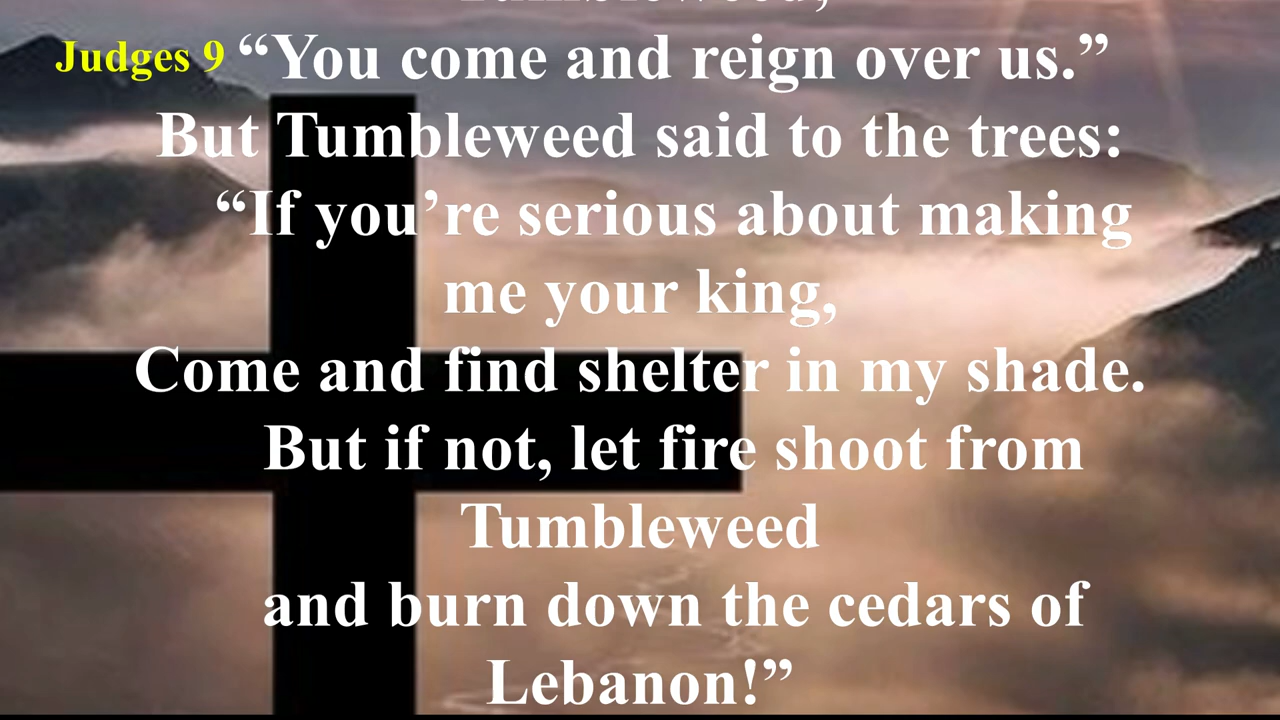 Judges 9 “You come and reign over us.”
But Tumbleweed said to the trees:
“If you’re serious about making
me your king,
Come and find shelter in my shade.
But if not, let fire shoot from
Tumbleweed
and burn down the cedars of
Lebanon!”